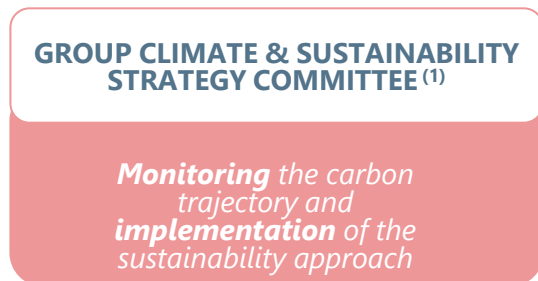 GROUP CLIMATE & SUSTAINABILITY
STRATEGY COMMITTEE (1)
Monitoring the carbon
trajectory and
implementation of the
sustainability approach